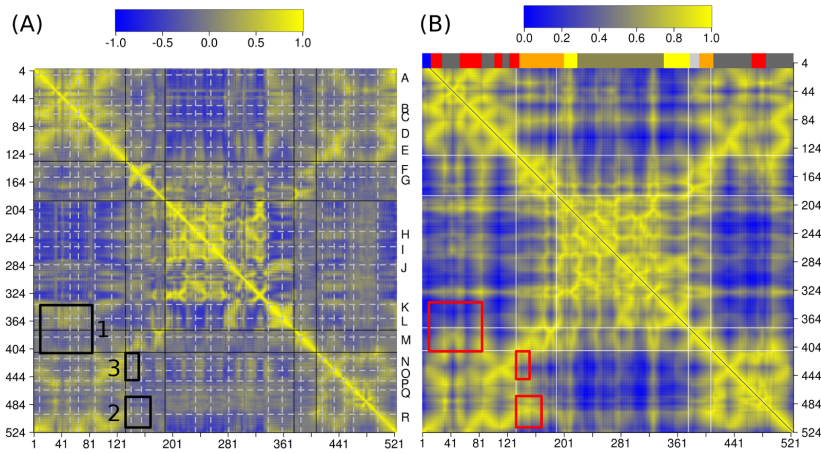 (A)
-1.0 -0.5 0.0 0.5 1.0
4
44
84
124
164
204
244
284
324
364
404
444
484
524
A
B
C
D
E
F
G
H
I
J
K
L
M
N
O
P
Q
R
1
3
2
1 41 81 121 201 281 361 441 521
(B)
0.0 0.2 0.4 0.6 0.8 1.0
4
44
84
124
164
204
244
284
324
364
404
444
484
524
1 41 81 121 201 281 361 441 521